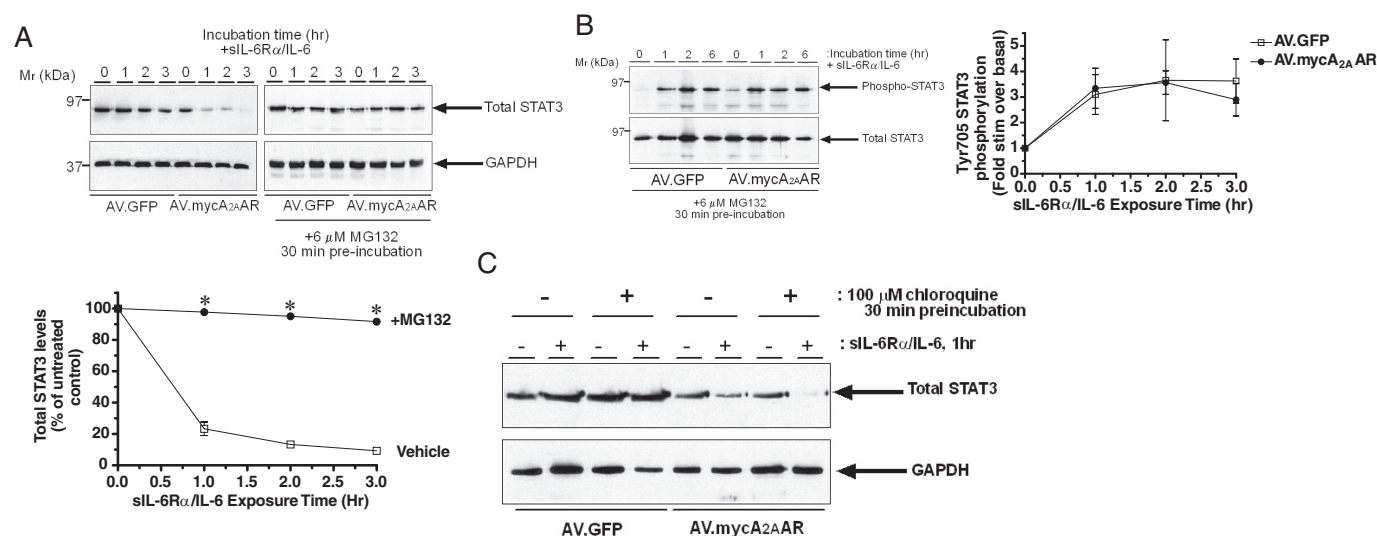 A
Incubation time (hr)
+sIL-6Rα/IL-6
Mr (kDa)
0 1 2 3 0 1 2 3 0 1 2 3 0 1 2 3
97
Total STAT3
37
GAPDH
AV.GFP AV.mycA2AAR AV.GFP AV.mycA2AAR
+6 μM MG132
30 min pre-incubation
B
0 1 2 6 0 1 2 6
:Incubation time (hr)
+ sIL-6Rα/IL-6
Mr (kDa)
97
Phospho-STAT3
97
Total STAT3
AV.GFP AV.mycA2AAR
+6 μM MG132
30 min pre-incubation
Tyr705 STAT3
phosphorylation
(Fold stim over basal)
5
4
3
2
1
0
0.0 0.5 1.0 1.5 2.0 2.5 3.0
sIL-6Rα/IL-6 Exposure Time (hr)
AV.GFP
AV.mycA2AAR
Total STAT3 levels
(% of untreated
control)
100
80
60
40
20
0
* * *
+MG132
Vehicle
0.0 0.5 1.0 1.5 2.0 2.5 3.0
sIL-6Rα/IL-6 Exposure Time (Hr)
C
- + - +
: 100 μM chloroquine
30 min preincubation
- + - + - + - +
: sIL-6Rα/IL-6, 1hr
Total STAT3
GAPDH
AV.GFP AV.mycA2AAR